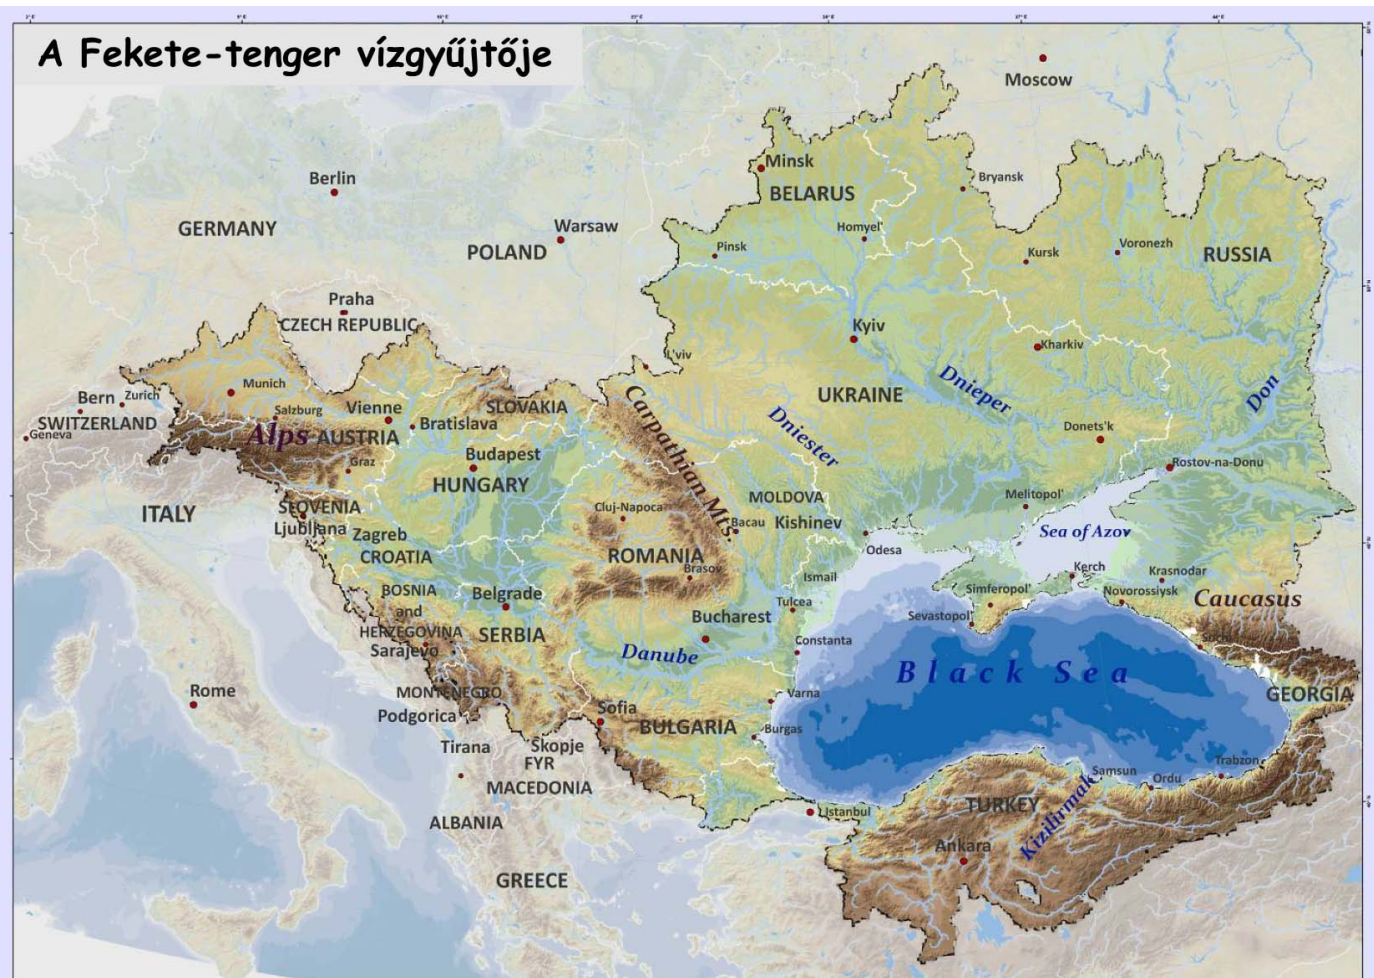 A Fekete-tenger vízgyűjtője
Moscow
Minsk
BELARUS
Bryansk
Berlin
GERMANY
Warsaw
POLAND
Homyel'
Pinsk
Kursk
Voronezh
RUSSIA
Praha
CZECH REPUBLIC
Kyiv
Kharkiv
L'viv
UKRAINE
Dnieper
Don
Dniester
Donets'k
Rostov-na-Donu
Munich
Bern
Zurich
SWITZERLAND
Geneva
Salzburg
Vienne
SLOVAKIA
Bratislava
Alps
AUSTRIA
Graz
Budapest
HUNGARY
Carpathian Mts.
MOLDOVA
Kishinev
Melitopol'
Sea of Azov
ITALY
SLOVENIA
Ljubljana
Zagreb
CROATIA
Cluj-Napoca
Bacau
ROMANIA
Brasov
Odesa
Ismail
Tulcea
Kerch
Krasnodar
Simferopol'
Novorossiysk
Caucasus
Sevastopol'
BOSNIA
and
HERZEGOVINA
Sarajevo
Belgrade
SERBIA
Bucharest
Danube
Constanta
Sochi
Black Sea
GEORGIA
Rome
MONTENEGRO
Podgorica
Sofia
BULGARIA
Varna
Burgas
Tirana
Skopje
FYR
MACEDONIA
ALBANIA
GREECE
Istanbul
Samsun
Ordu
Trabzon
TURKEY
Kizilirmak
Ankara